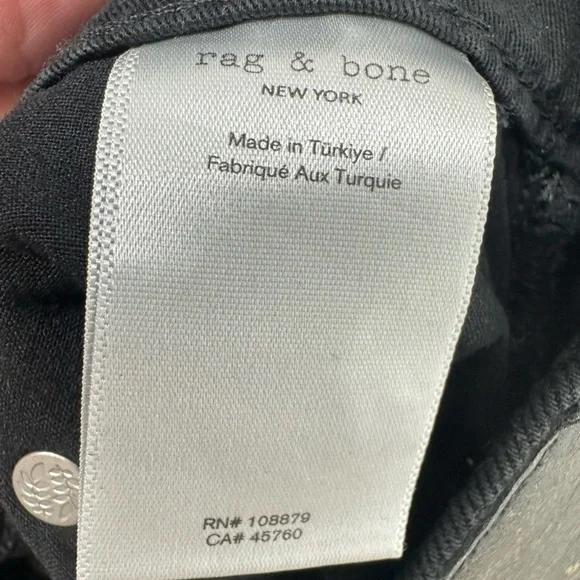 rag & bone
NEW YORK
Made in Türkiye /
Fabriqué Aux Turquie
RN# 108879
CA# 45760